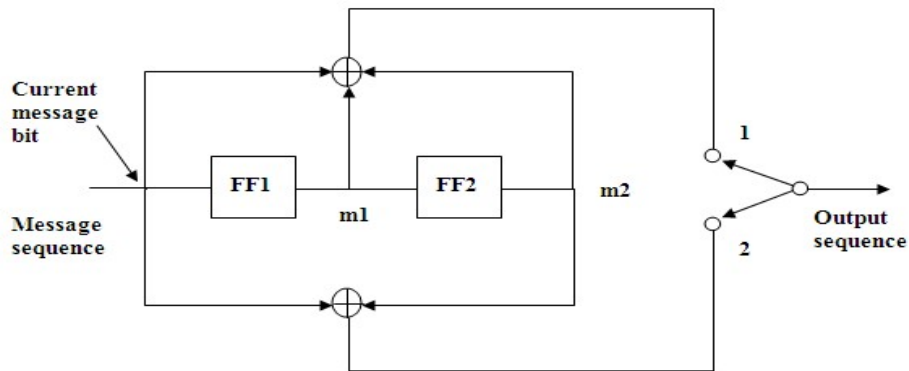 Current
message
bit
FF1
FF2
1
m1
m2
Message
sequence
Output
sequence
2